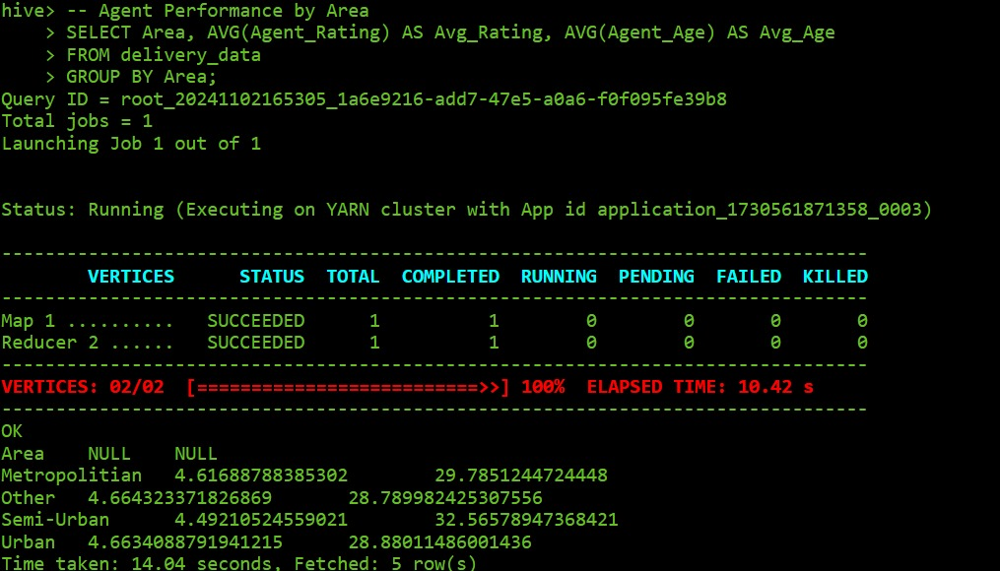 hive> -- Agent Performance by Area
    > SELECT Area, AVG(Agent_Rating) AS Avg_Rating, AVG(Agent_Age) AS Avg_Age
    > FROM delivery_data
    > GROUP BY Area;
Query ID = root_20241102165305_1a6e9216-add7-47e5-a0a6-f0f095fe39b8
Total jobs = 1
Launching Job 1 out of 1
Status: Running (Executing on YARN cluster with App id application_1730561871358_0003)
--------------------------------------------------------------------------------
        VERTICES      STATUS  TOTAL  COMPLETED  RUNNING  PENDING  FAILED  KILLED
--------------------------------------------------------------------------------
Map 1 ..........   SUCCEEDED      1          1        0        0       0       0
Reducer 2 ......   SUCCEEDED      1          1        0        0       0       0
--------------------------------------------------------------------------------
VERTICES: 02/02  [==========================>>] 100%  ELAPSED TIME: 10.42 s
--------------------------------------------------------------------------------
OK
Area    NULL    NULL
Metropolitian   4.61688788385302        29.7851244724448
Other   4.664323371826869       28.789982425307556
Semi-Urban      4.49210524559021        32.56578947368421
Urban   4.6634088791941215      28.88011486001436
Time taken: 14.04 seconds, Fetched: 5 row(s)